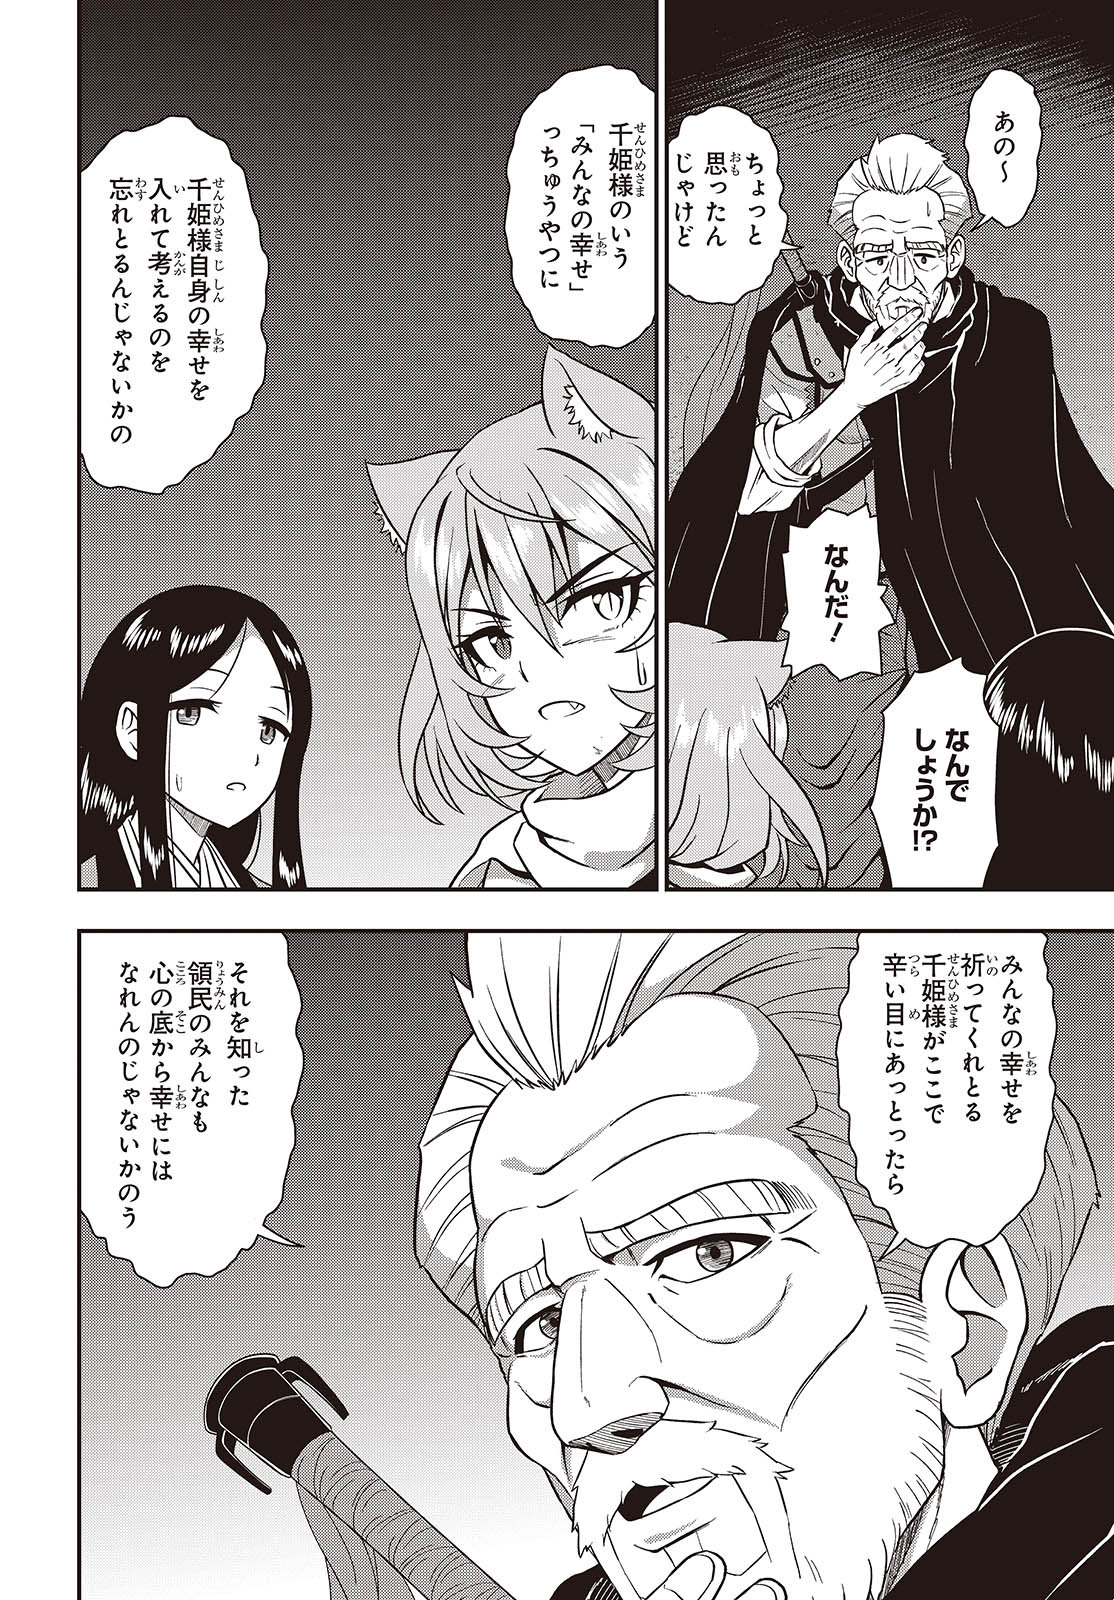 あの〜
ちょっと
思ったん
じゃけど
なんだ！
なんで
しょうか!?
千姫様のいう
「みんなの幸せ」
っちゅうやつに
千姫様自身の幸せを
入れて考えるのを
忘れとるんじゃないかの
みんなの幸せを
祈ってくれとる
千姫様がここで
辛い目にあっとったら
それを知った
領民のみんなも
心の底から幸せには
なれんのじゃないかのう